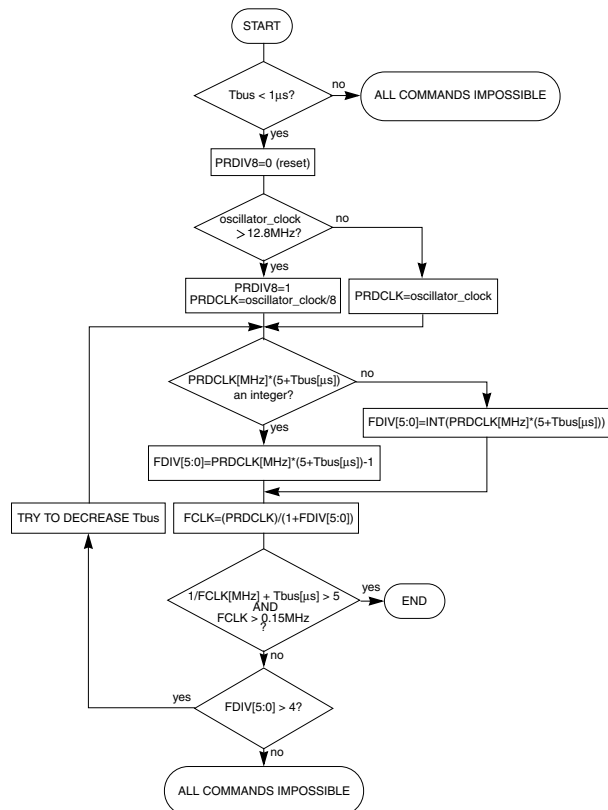 START
Tbus < 1µs?
no
ALL COMMANDS IMPOSSIBLE
yes
PRDIV8=0 (reset)
oscillator_clock
> 12.8MHz?
no
yes
PRDIV8=1
PRDCLK=oscillator_clock/8
PRDCLK=oscillator_clock
PRDCLK[MHz]*(5+Tbus[µs])
an integer?
no
yes
FDIV[5:0]=INT(PRDCLK[MHz]*(5+Tbus[µs]))
FDIV[5:0]=PRDCLK[MHz]*(5+Tbus[µs])-1
TRY TO DECREASE Tbus
FCLK=(PRDCLK)/(1+FDIV[5:0])
1/FCLK[MHz] + Tbus[µs] > 5
AND
FCLK > 0.15MHz
?
yes
END
no
yes
FDIV[5:0] > 4?
no
ALL COMMANDS IMPOSSIBLE